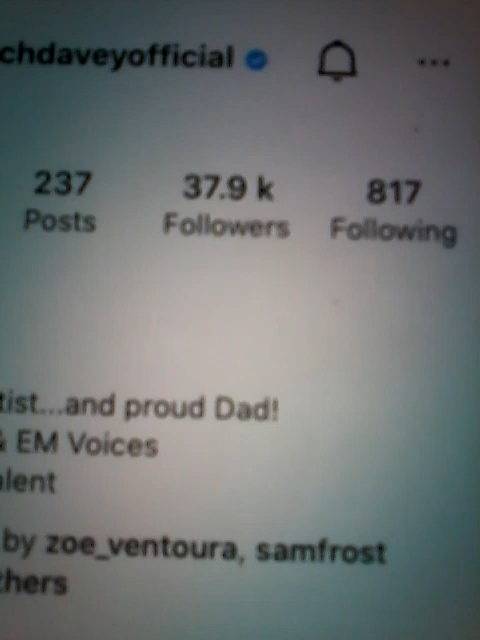 chdaveyofficial
237 37.9 k 817
Posts Followers Following
tist...and proud Dad!
& EM Voices
alent
by zoe_ventoura, samfrost
thers